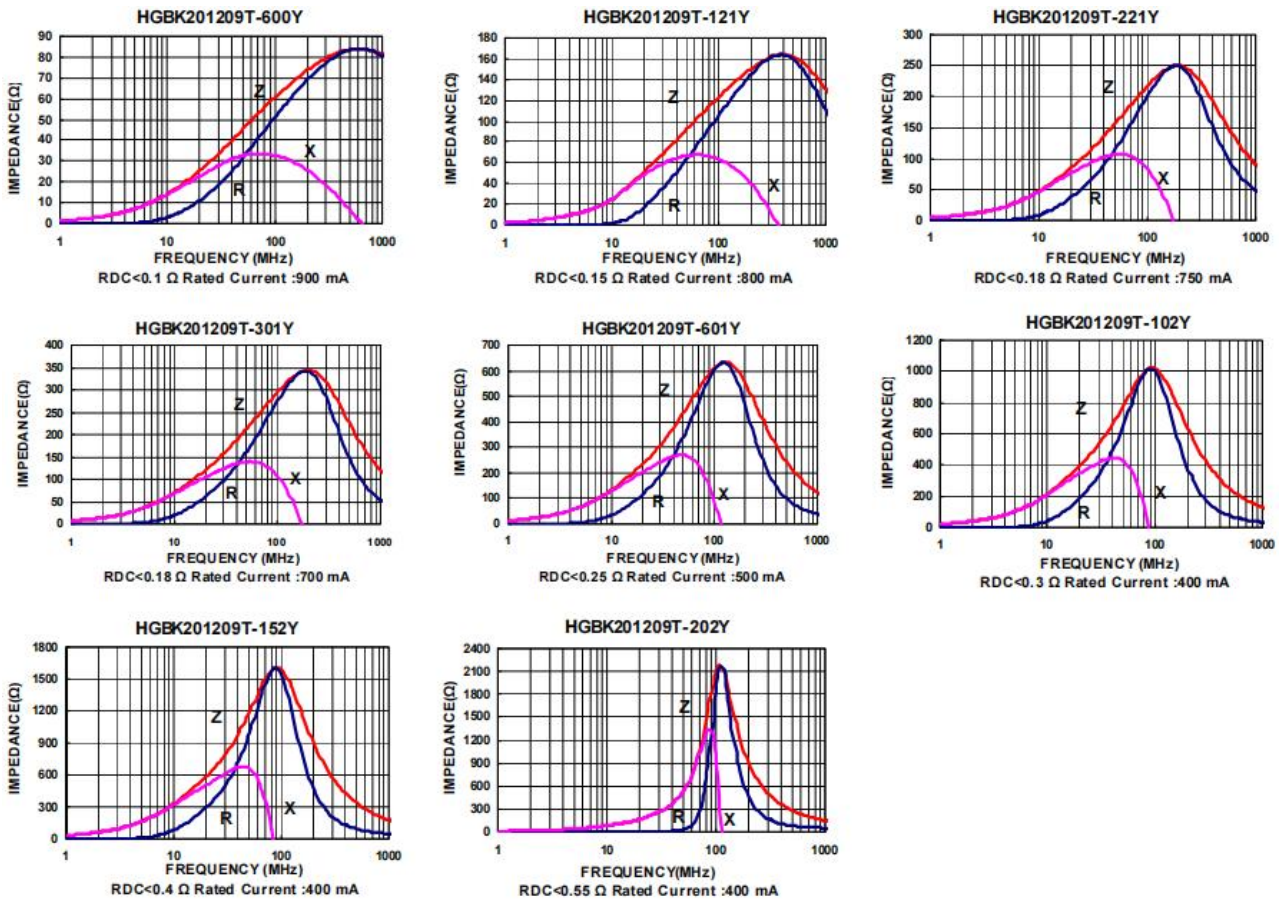 HGBK201209T-600Y
90
80
70
60
50
40
30
20
10
0
IMPEDANCE(Ω)
Z
X
R
1 10 100 1000
FREQUENCY (MHz)
RDC<0.1 Ω Rated Current :900 mA
HGBK201209T-121Y
180
160
140
120
100
80
60
40
20
0
IMPEDANCE(Ω)
Z
X
R
1 10 100 1000
FREQUENCY (MHz)
RDC<0.15 Ω Rated Current :800 mA
HGBK201209T-221Y
300
250
200
150
100
50
0
IMPEDANCE(Ω)
Z
X
R
1 10 100 1000
FREQUENCY (MHz)
RDC<0.18 Ω Rated Current :750 mA
HGBK201209T-301Y
400
350
300
250
200
150
100
50
0
IMPEDANCE(Ω)
Z
X
R
1 10 100 1000
FREQUENCY (MHz)
RDC<0.18 Ω Rated Current :700 mA
HGBK201209T-601Y
700
600
500
400
300
200
100
0
IMPEDANCE(Ω)
Z
R
X
1 10 100 1000
FREQUENCY (MHz)
RDC<0.25 Ω Rated Current :500 mA
HGBK201209T-102Y
1200
1000
800
600
400
200
0
IMPEDANCE(Ω)
Z
X
R
1 10 100 1000
FREQUENCY (MHz)
RDC<0.3 Ω Rated Current :400 mA
HGBK201209T-152Y
1800
1500
1200
900
600
300
0
IMPEDANCE(Ω)
Z
X
R
1 10 100 1000
FREQUENCY (MHz)
RDC<0.4 Ω Rated Current :400 mA
HGBK201209T-202Y
2400
2100
1800
1500
1200
900
600
300
0
IMPEDANCE(Ω)
Z
R
X
1 10 100 1000
FREQUENCY(MHz)
RDC<0.55 Ω Rated Current :400 mA